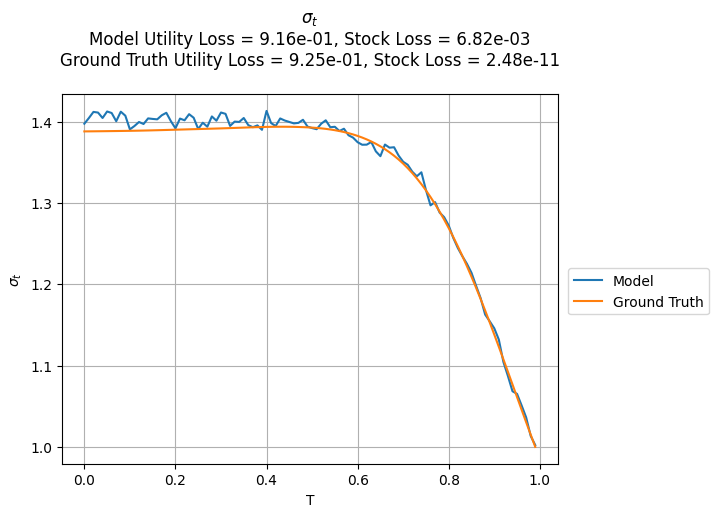 σₜ
Model Utility Loss = 9.16e-01, Stock Loss = 6.82e-03
Ground Truth Utility Loss = 9.25e-01, Stock Loss = 2.48e-11
1.4
1.3
1.2
1.1
1.0
σₜ
0.0 0.2 0.4 0.6 0.8 1.0
T
Model
Ground Truth